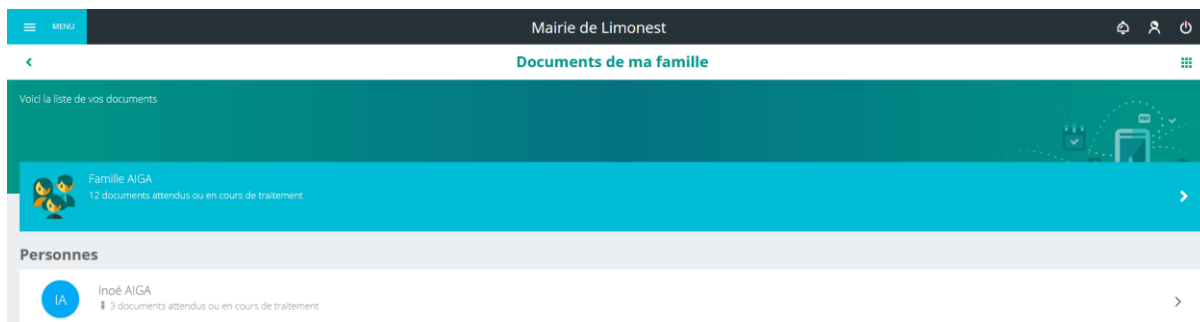 MENU
Mairie de Limonest
Documents de ma famille
Voici la liste de vos documents
PDF
Famille AIGA
12 documents attendus ou en cours de traitement
Personnes
IA
Inoé AIGA
3 documents attendus ou en cours de traitement